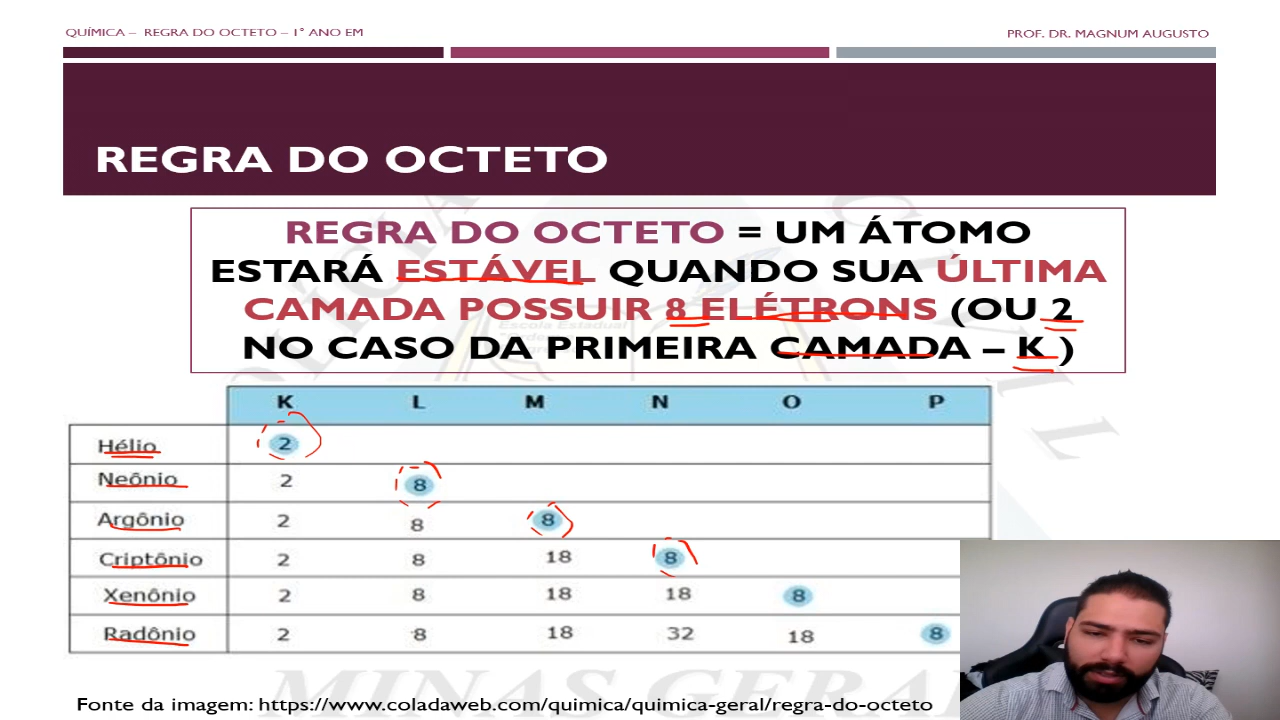 QUÍMICA – REGRA DO OCTETO – 1° ANO EM
PROF. DR. MAGNUM AUGUSTO
REGRA DO OCTETO
REGRA DO OCTETO = UM ÁTOMO
ESTARÁ ESTÁVEL QUANDO SUA ÚLTIMA
CAMADA POSSUIR 8 ELÉTRONS (OU 2
NO CASO DA PRIMEIRA CAMADA – K )
K L M N O P
Hélio 2
Neônio 2 8
Argônio 2 8 8
Criptônio 2 8 18 8
Xenônio 2 8 18 18 8
Radônio 2 8 18 32 18 8
MINAS GERA
Fonte da imagem: https://www.coladaweb.com/quimica/quimica-geral/regra-do-octeto